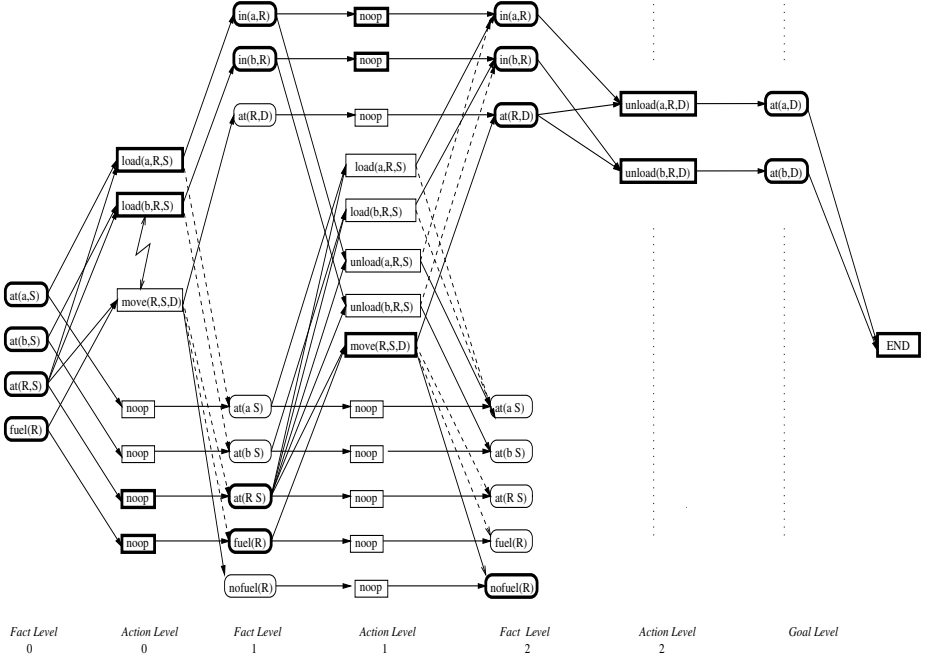 in(a,R)
noop
in(a,R)
in(b,R)
noop
in(b,R)
unload(a,R,D)
at(a,D)
at(R,D)
noop
at(R,D)
load(a,R,S)
load(a,R,S)
unload(b,R,D)
at(b,D)
load(b,R,S)
load(b,R,S)
unload(a,R,S)
at(a,S)
move(R,S,D)
unload(b,R,S)
at(b,S)
move(R,S,D)
END
at(R,S)
noop
at(a S)
noop
at(a S)
fuel(R)
noop
at(b S)
noop
at(b S)
noop
at(R S)
noop
at(R S)
noop
fuel(R)
noop
fuel(R)
nofuel(R)
noop
nofuel(R)
Fact Level
0
Action Level
0
Fact Level
1
Action Level
1
Fact Level
2
Action Level
2
Goal Level